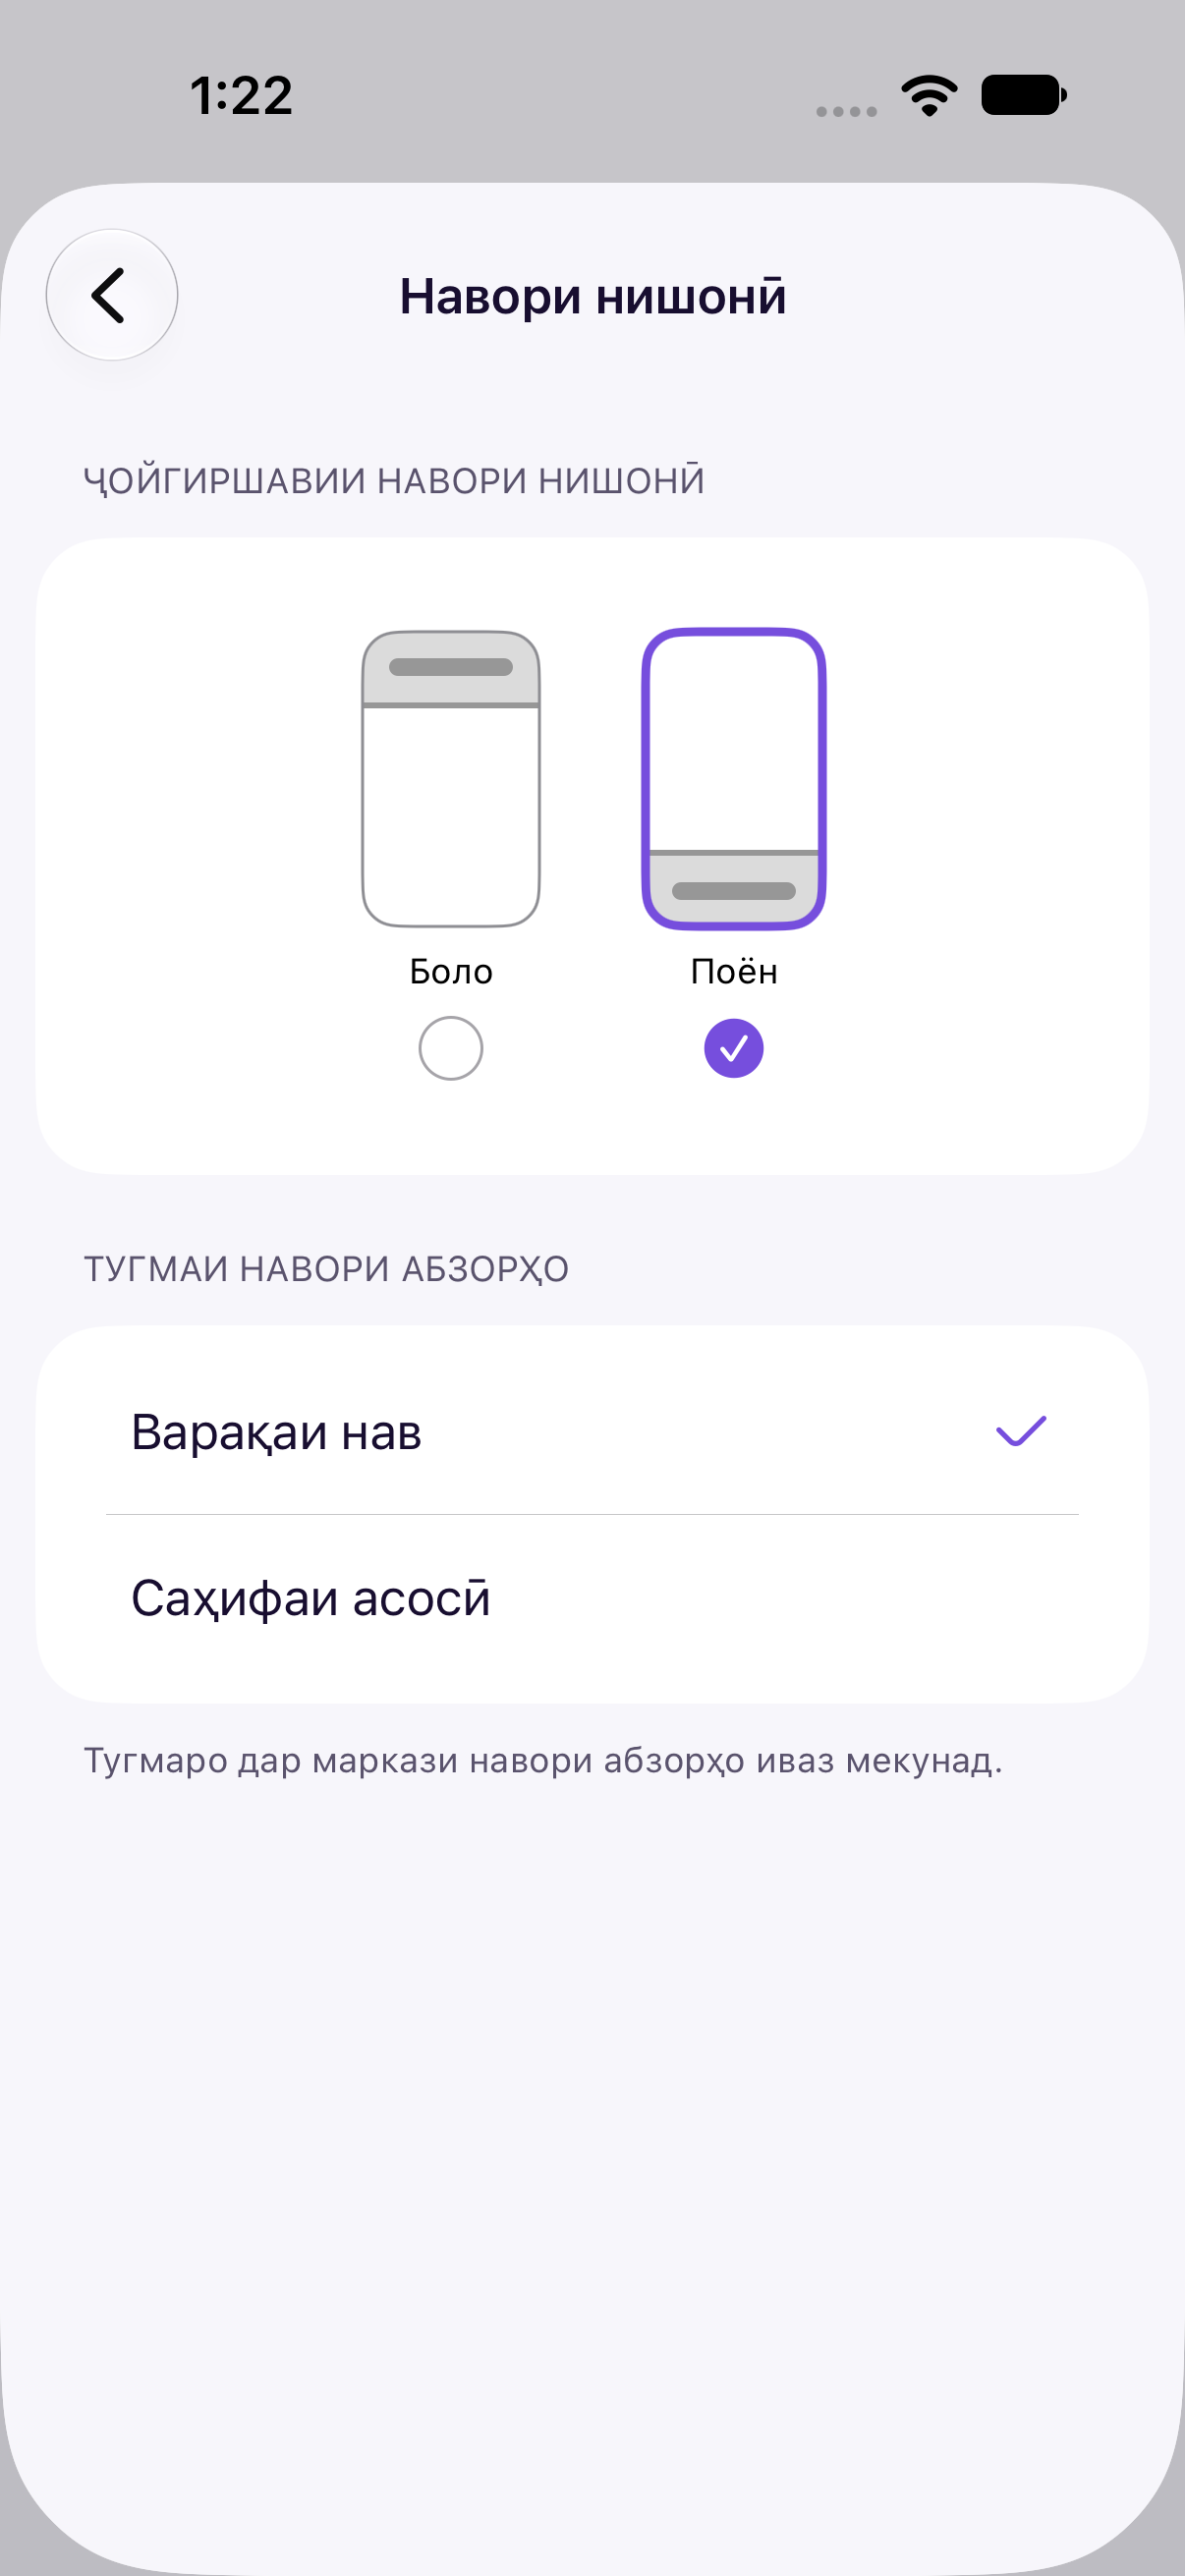 1:22
Навори нишонӣ
ҶОЙГИРШАВИИ НАВОРИ НИШОНӢ
Боло
Поён
ТУГМАИ НАВОРИ АБЗОРҲО
Варақаи нав
Саҳифаи асосӣ
Тугмаро дар маркази навори абзорҳо иваз мекунад.